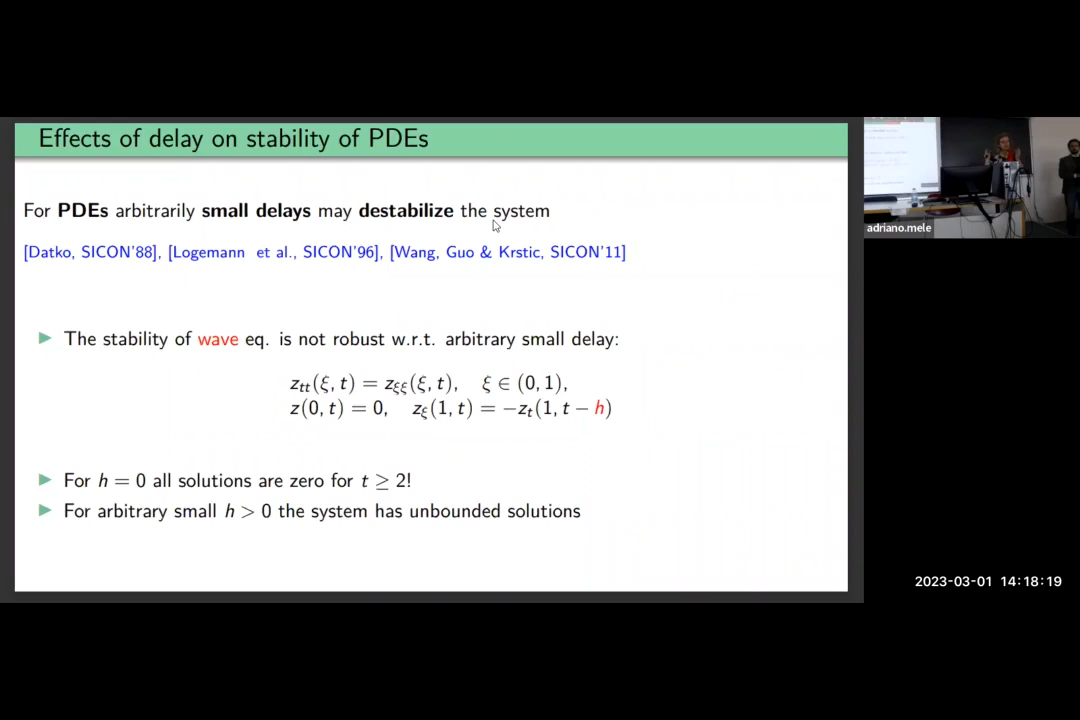 Effects of delay on stability of PDEs
For PDEs arbitrarily small delays may destabilize the system
[Datko, SICON'88], [Logemann et al., SICON'96], [Wang, Guo & Krstic, SICON'11]
▶ The stability of wave eq. is not robust w.r.t. arbitrary small delay:
z_tt(ξ, t) = z_ξξ(ξ, t), ξ ∈ (0, 1),
z(0, t) = 0, z_ξ(1, t) = −z_t(1, t − h)
▶ For h = 0 all solutions are zero for t ≥ 2!
▶ For arbitrary small h > 0 the system has unbounded solutions
adriano.mele
2023-03-01 14:18:19